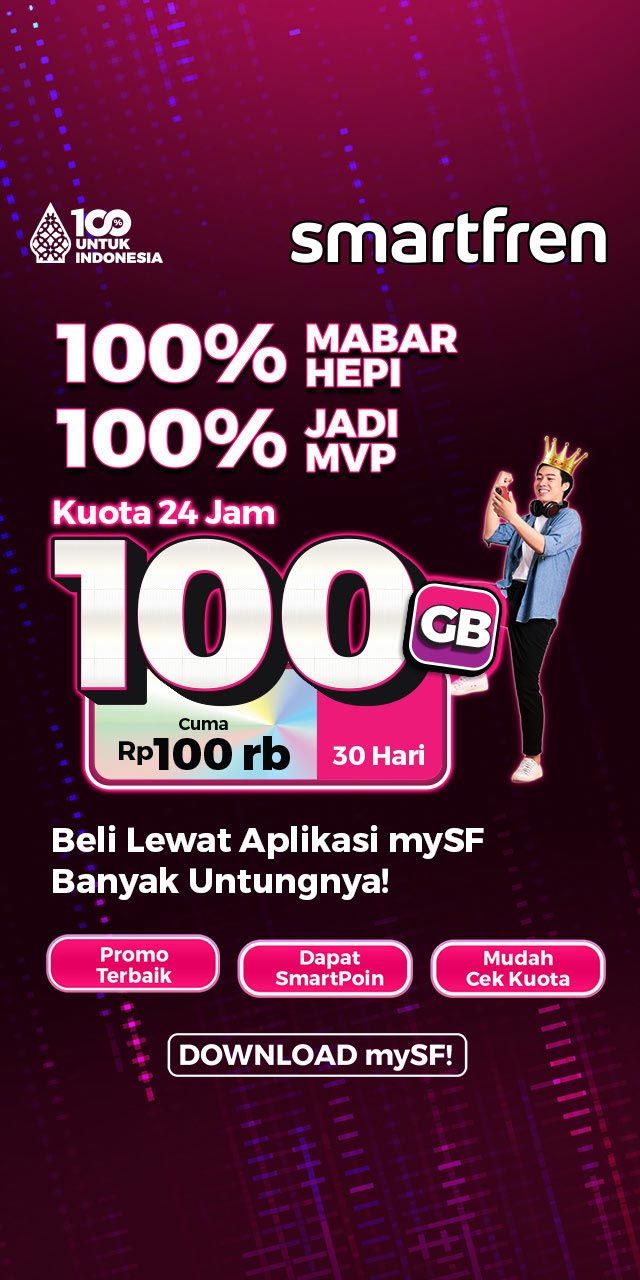 100%
UNTUK
INDONESIA
smartfren
100% MABAR
HEPI
100% JADI
MVP
Kuota 24 Jam
100 GB
Cuma
Rp100 rb
30 Hari
Beli Lewat Aplikasi mySF
Banyak Untungnya!
Promo
Terbaik
Dapat
SmartPoin
Mudah
Cek Kuota
DOWNLOAD mySF!